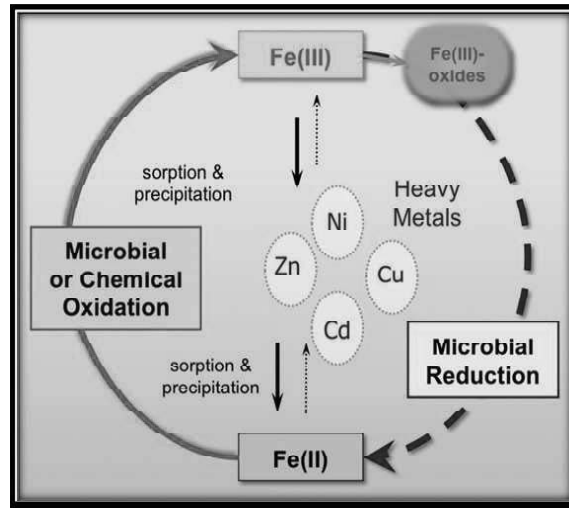 Fe(III)
Fe(III)-
oxides
sorption &
precipitation
Heavy
Metals
Ni
Zn
Cu
Cd
Microbial
or Chemical
Oxidation
sorption &
precipitation
Microbial
Reduction
Fe(II)